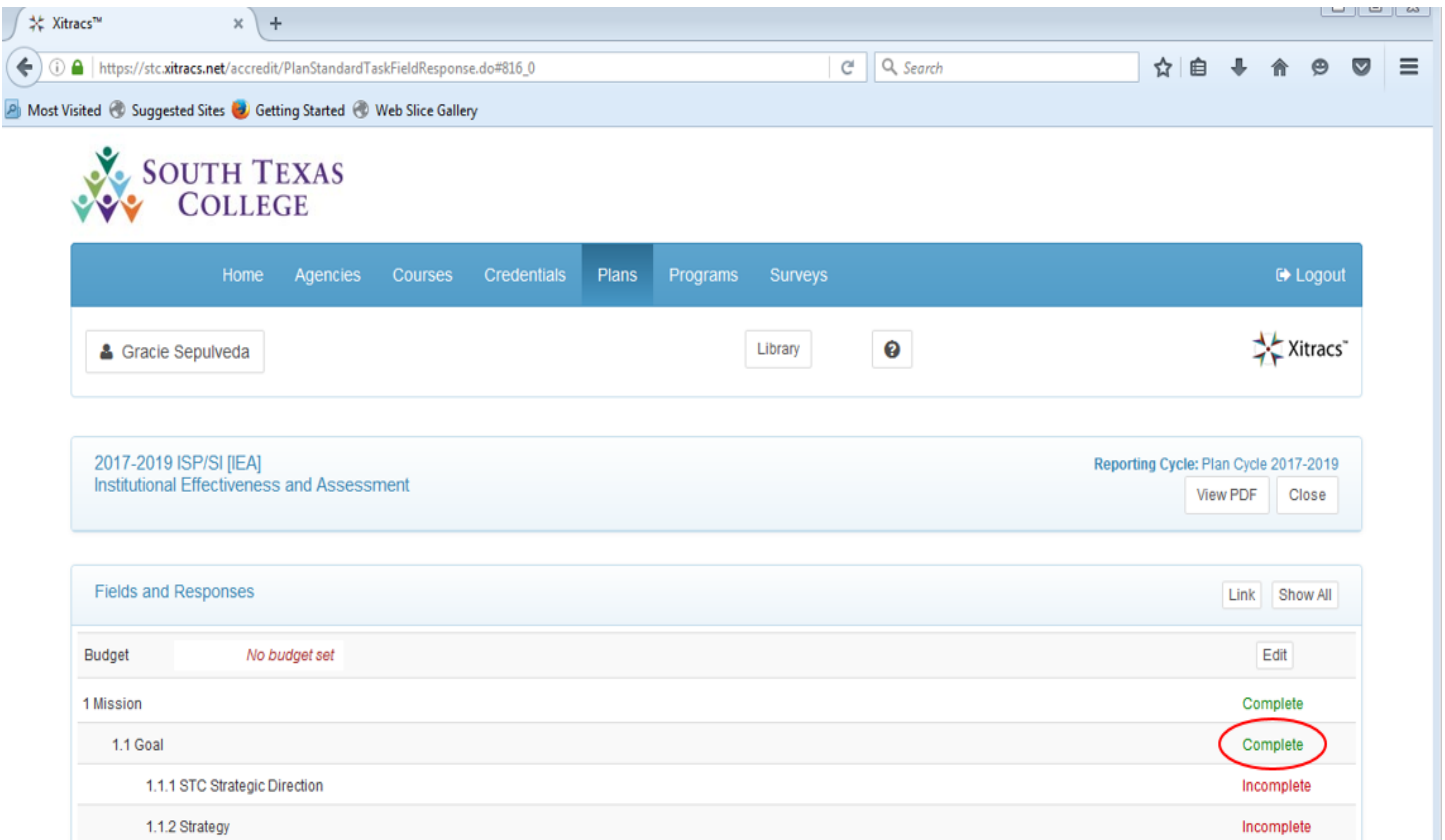 Xitracs™
https://stc.xitracs.net/accredit/PlanStandardTaskFieldResponse.do#816_0
Search
Most Visited Suggested Sites Getting Started Web Slice Gallery
SOUTH TEXAS
COLLEGE
Home Agencies Courses Credentials Plans Programs Surveys Logout
Gracie Sepulveda Library Xitracs™
2017-2019 ISP/SI [IEA] Reporting Cycle: Plan Cycle 2017-2019
Institutional Effectiveness and Assessment
View PDF Close
Fields and Responses Link Show All
Budget No budget set Edit
1 Mission Complete
1.1 Goal Complete
1.1.1 STC Strategic Direction Incomplete
1.1.2 Strategy Incomplete